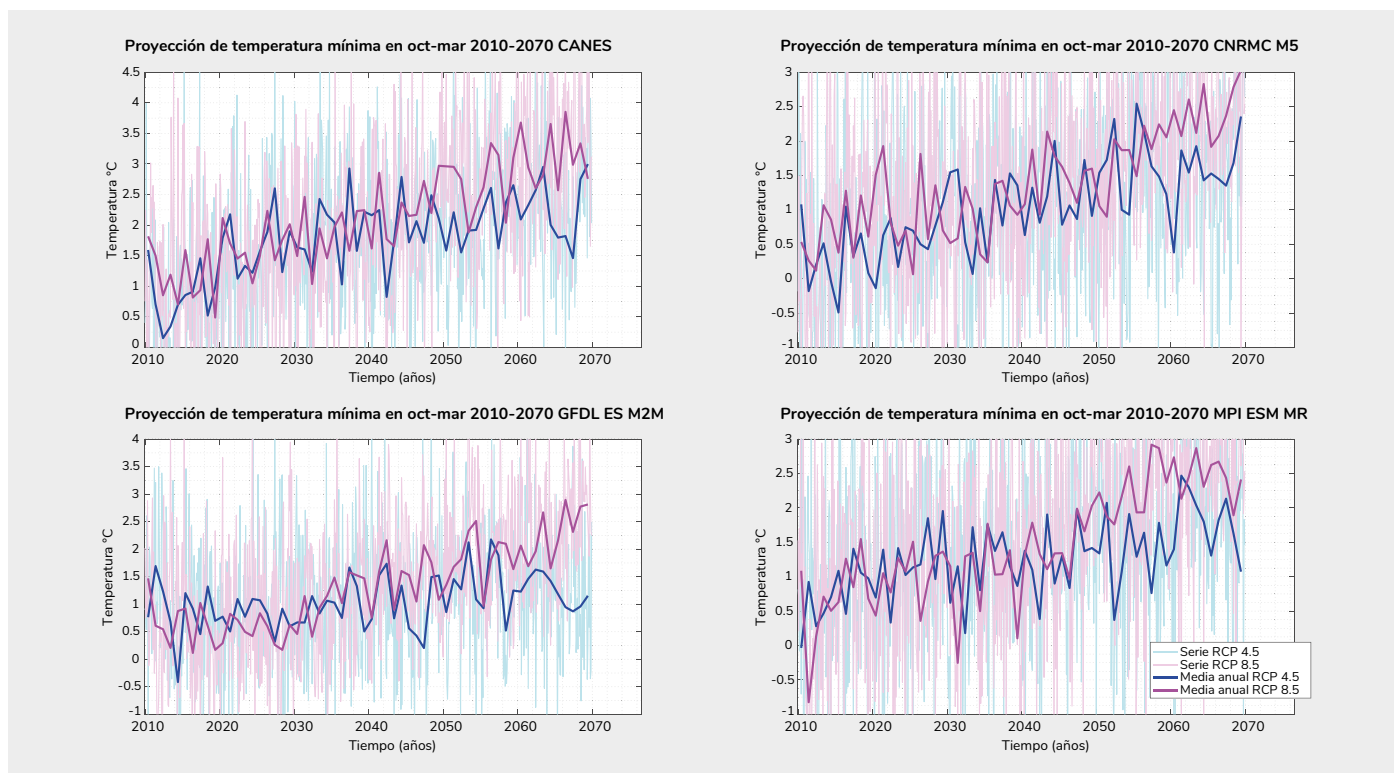 Proyección de temperatura mínima en oct-mar 2010-2070 CANES
4.5
4
3.5
3
2.5
2
1.5
1
0.5
0
Temperatura °C
2010 2020 2030 2040 2050 2060 2070
Tiempo (años)
Proyección de temperatura mínima en oct-mar 2010-2070 CNRMC M5
3
2.5
2
1.5
1
0.5
0
-0.5
-1
Temperatura °C
2010 2020 2030 2040 2050 2060 2070
Tiempo (años)
Proyección de temperatura mínima en oct-mar 2010-2070 GFDL ES M2M
4
3.5
3
2.5
2
1.5
1
0.5
0
-0.5
-1
Temperatura °C
2010 2020 2030 2040 2050 2060 2070
Tiempo (años)
Proyección de temperatura mínima en oct-mar 2010-2070 MPI ESM MR
3
2.5
2
1.5
1
0.5
0
-0.5
-1
Temperatura °C
2010 2020 2030 2040 2050 2060 2070
Tiempo (años)
Serie RCP 4.5
Serie RCP 8.5
Media anual RCP 4.5
Media anual RCP 8.5